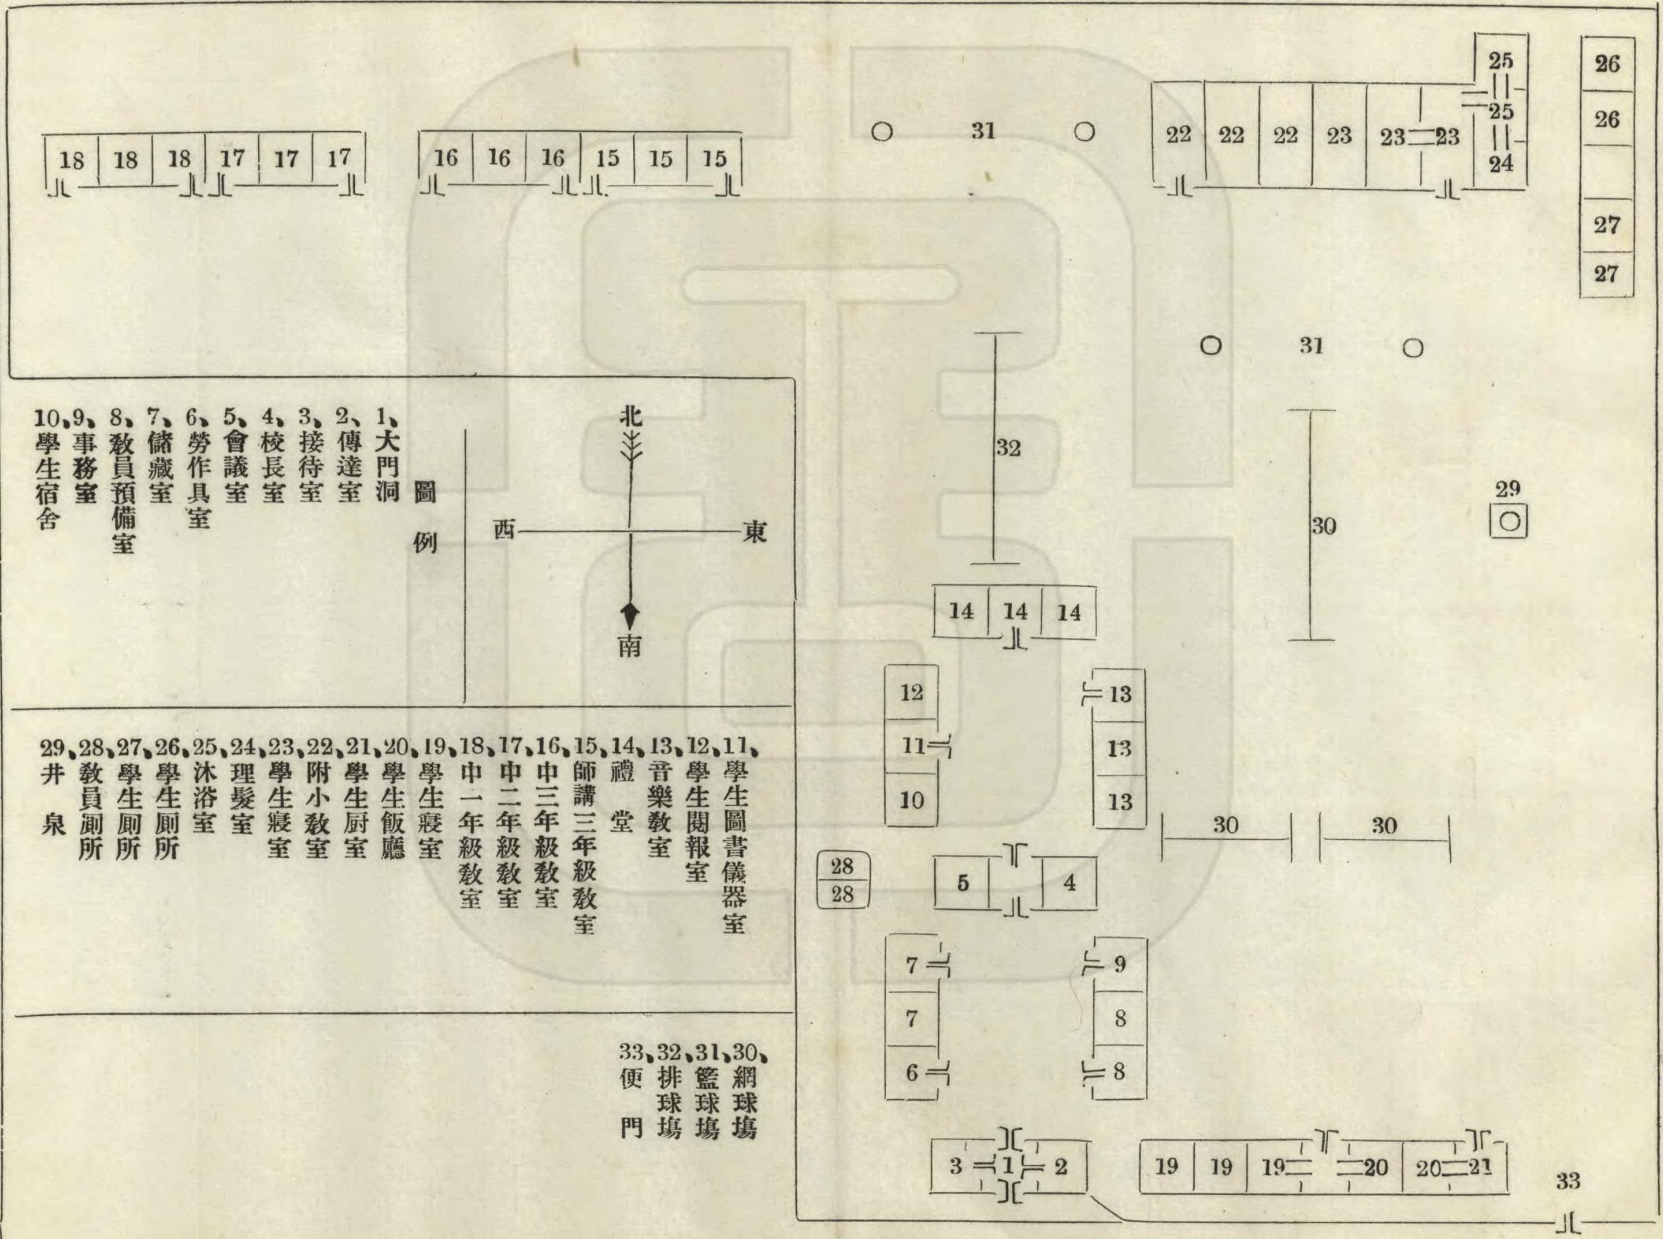 18 18 18 17 17 17
16 16 16 15 15 15
31
22 22 22 23 23 23
25
25
24
26
26
27
27
31
32
30
29
北
西
東
南
圖例
1、大門洞
2、傳達室
3、接待室
4、校長室
5、會議室
6、勞作具室
7、儲藏室
8、教員預備室
9、事務室
10、學生宿舍
11、學生圖書儀器室
12、學生閱報室
13、音樂教室
14、禮堂
15、師講三年級教室
16、中三年級教室
17、中二年級教室
18、中一年級教室
19、學生寢室
20、學生飯廳
21、學生厨室
22、附小教室
23、學生寢室
24、理髮室
25、沐浴室
26、學生厠所
27、學生厠所
28、教員厠所
29、井泉
30、網球塲
31、籃球塲
32、排球塲
33、便門
14 14 14
12
11
10
13
13
13
30
30
28
28
5
4
7
7
6
9
8
8
3 1 2
19 19 19 20 20 21
33